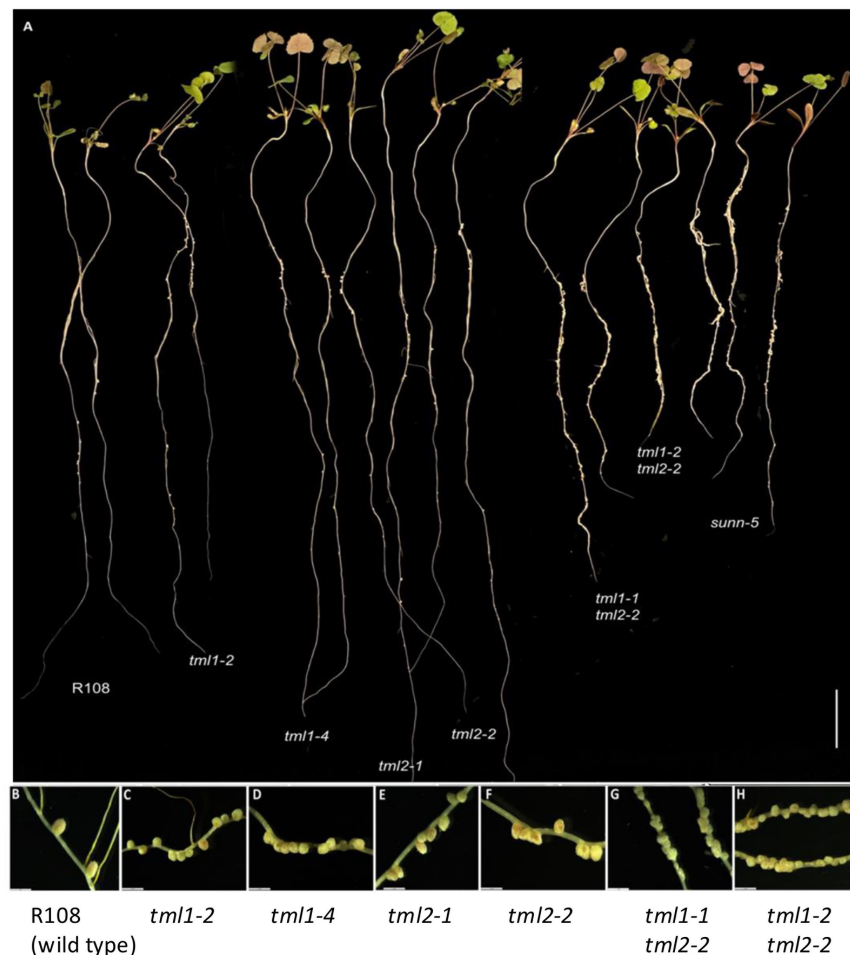 A
tml1-2
tml2-2
sunn-5
tml1-1
tml2-2
tml1-2
R108
tml1-4
tml2-2
tml2-1
B
C
D
E
F
G
H
R108
(wild type)
tml1-2
tml1-4
tml2-1
tml2-2
tml1-1
tml2-2
tml1-2
tml2-2